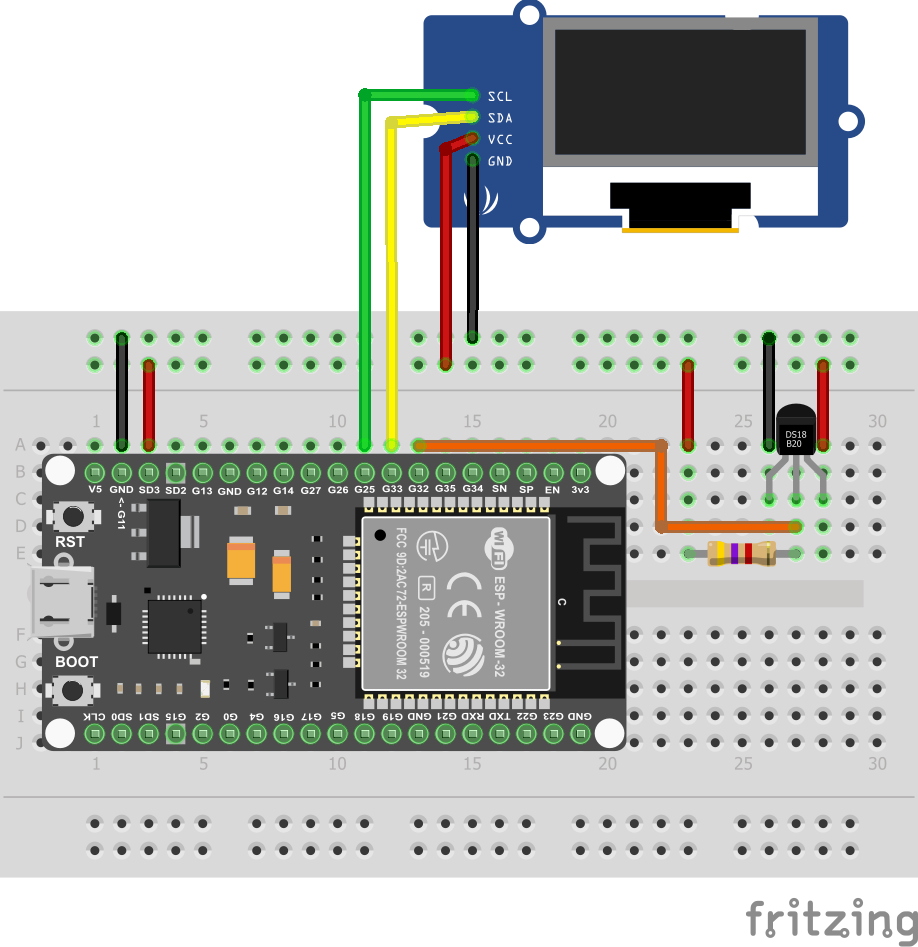 SCL
SDA
VCC
GND
1 5 10 15 20 25 30
A A
B B
C C
D D
E E
F F
G G
H H
I I
J J
1 5 10 15 20 25 30
V5 GND SD3 SD2 G13 GND G12 G14 G27 G26 G25 G33 G32 G35 G34 SN SP EN 3v3
<- G11
RST
BOOT
CLK SD0 SD1 G15 G2 G0 G4 G16 G17 G5 G18 G19 GND G21 RXD TXD G22 G23 GND
FCC 9D:2AC72-ESPWROOM 32
R
205 - 000519
CE
Wi Fi
ESP - WROOM -32
C
DS18
B20
fritzing